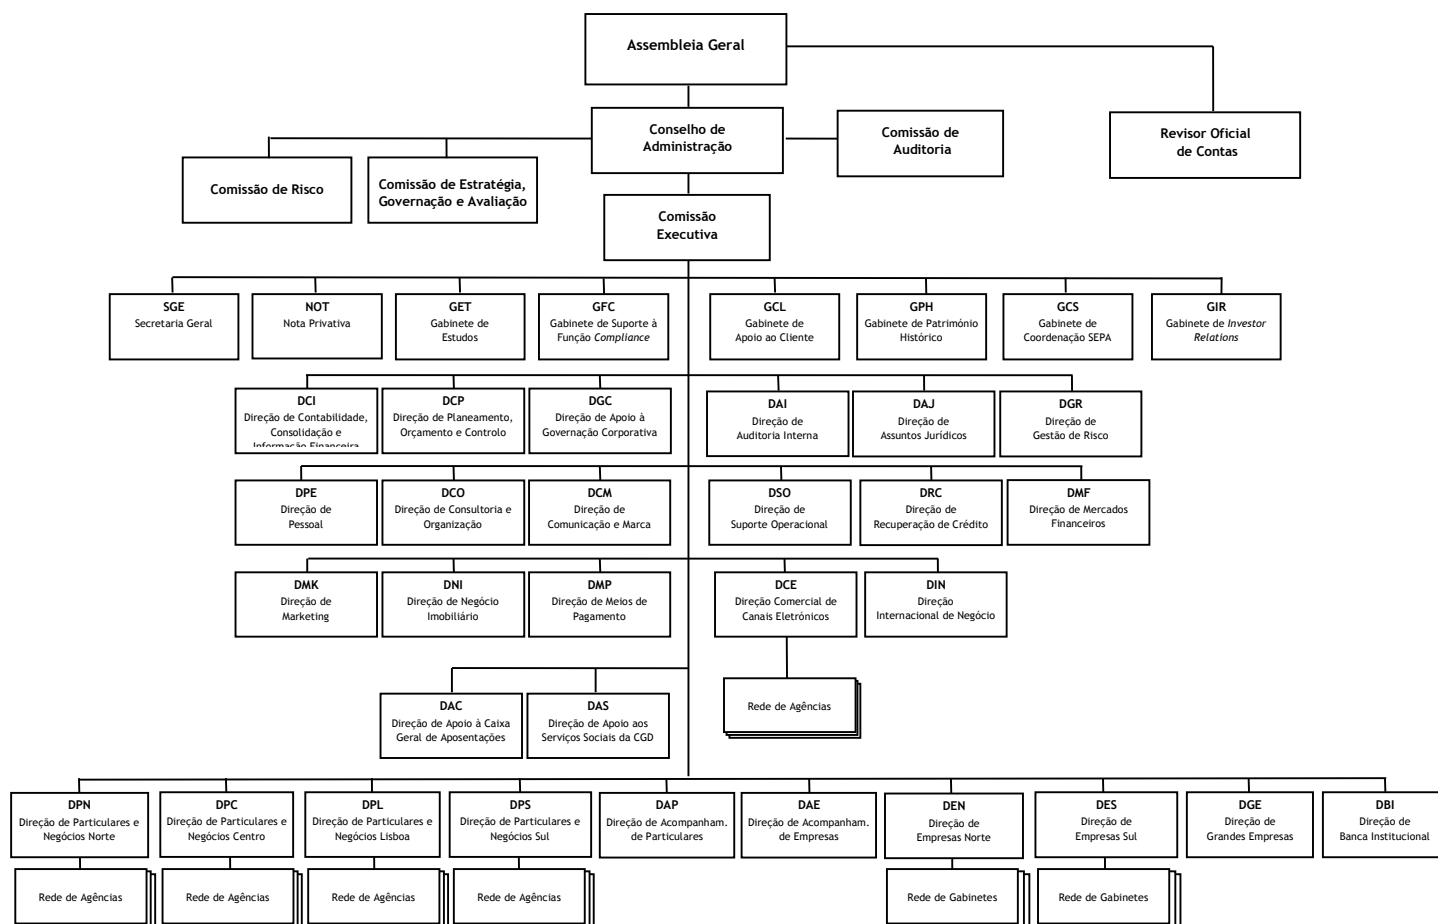 Assembleia Geral
Conselho de
Administração
Comissão de
Auditoria
Revisor Oficial
de Contas
Comissão de Risco
Comissão de Estratégia,
Governação e Avaliação
Comissão
Executiva
SGE
Secretaria Geral
NOT
Nota Privativa
GET
Gabinete de
Estudos
GFC
Gabinete de Suporte à
Função Compliance
GCL
Gabinete de
Apoio ao Cliente
GPH
Gabinete de Património
Histórico
GCS
Gabinete de
Coordenação SEPA
GIR
Gabinete de Investor
Relations
DCI
Direção de Contabilidade,
Consolidação e
Informação Financeira
DCP
Direção de Planeamento,
Orçamento e Controlo
DGC
Direção de Apoio à
Governação Corporativa
DAI
Direção de
Auditoria Interna
DAJ
Direção de
Assuntos Jurídicos
DGR
Direção de
Gestão de Risco
DPE
Direção de
Pessoal
DCO
Direção de Consultoria e
Organização
DCM
Direção de
Comunicação e Marca
DSO
Direção de
Suporte Operacional
DRC
Direção de
Recuperação de Crédito
DMF
Direção de Mercados
Financeiros
DMK
Direção de
Marketing
DNI
Direção de Negócio
Imobiliário
DMP
Direção de Meios de
Pagamento
DCE
Direção Comercial de
Canais Eletrónicos
DIN
Direção
Internacional de Negócio
DAC
Direção de Apoio à Caixa
Geral de Aposentações
DAS
Direção de Apoio aos
Serviços Sociais da CGD
Rede de Agências
DPN
Direção de Particulares e
Negócios Norte
DPC
Direção de Particulares e
Negócios Centro
DPL
Direção de Particulares e
Negócios Lisboa
DPS
Direção de Particulares e
Negócios Sul
DAP
Direção de Acompanham.
de Particulares
DAE
Direção de Acompanham.
de Empresas
DEN
Direção de
Empresas Norte
DES
Direção de
Empresas Sul
DGE
Direção de
Grandes Empresas
DBI
Direção de
Banca Institucional
Rede de Agências
Rede de Agências
Rede de Agências
Rede de Agências
Rede de Gabinetes
Rede de Gabinetes